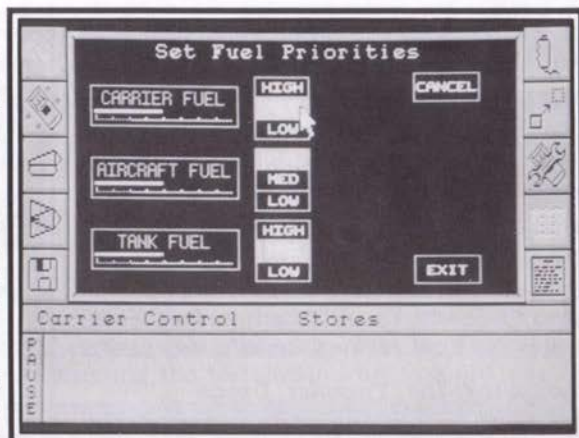 Set Fuel Priorities
CARRIER FUEL
HIGH
LOW
CANCEL
AIRCRAFT FUEL
MED
LOW
TANK FUEL
HIGH
LOW
EXIT
Carrier Control Stores
PAUSE